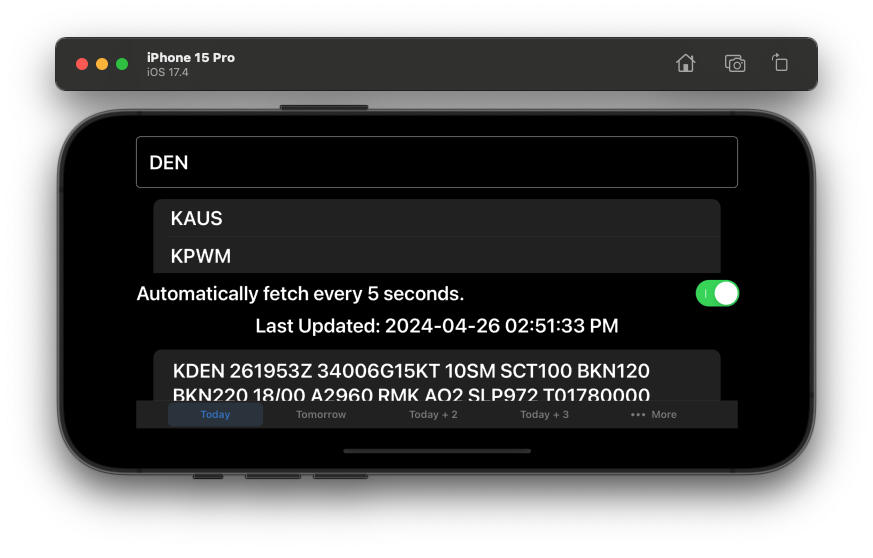 iPhone 15 Pro
iOS 17.4
DEN
KAUS
KPWM
Automatically fetch every 5 seconds.
Last Updated: 2024-04-26 02:51:33 PM
KDEN 261953Z 34006G15KT 10SM SCT100 BKN120
BKN220 18/00 A2960 RMK AO2 SLP972 T01780000
Today Tomorrow Today + 2 Today + 3 ••• More